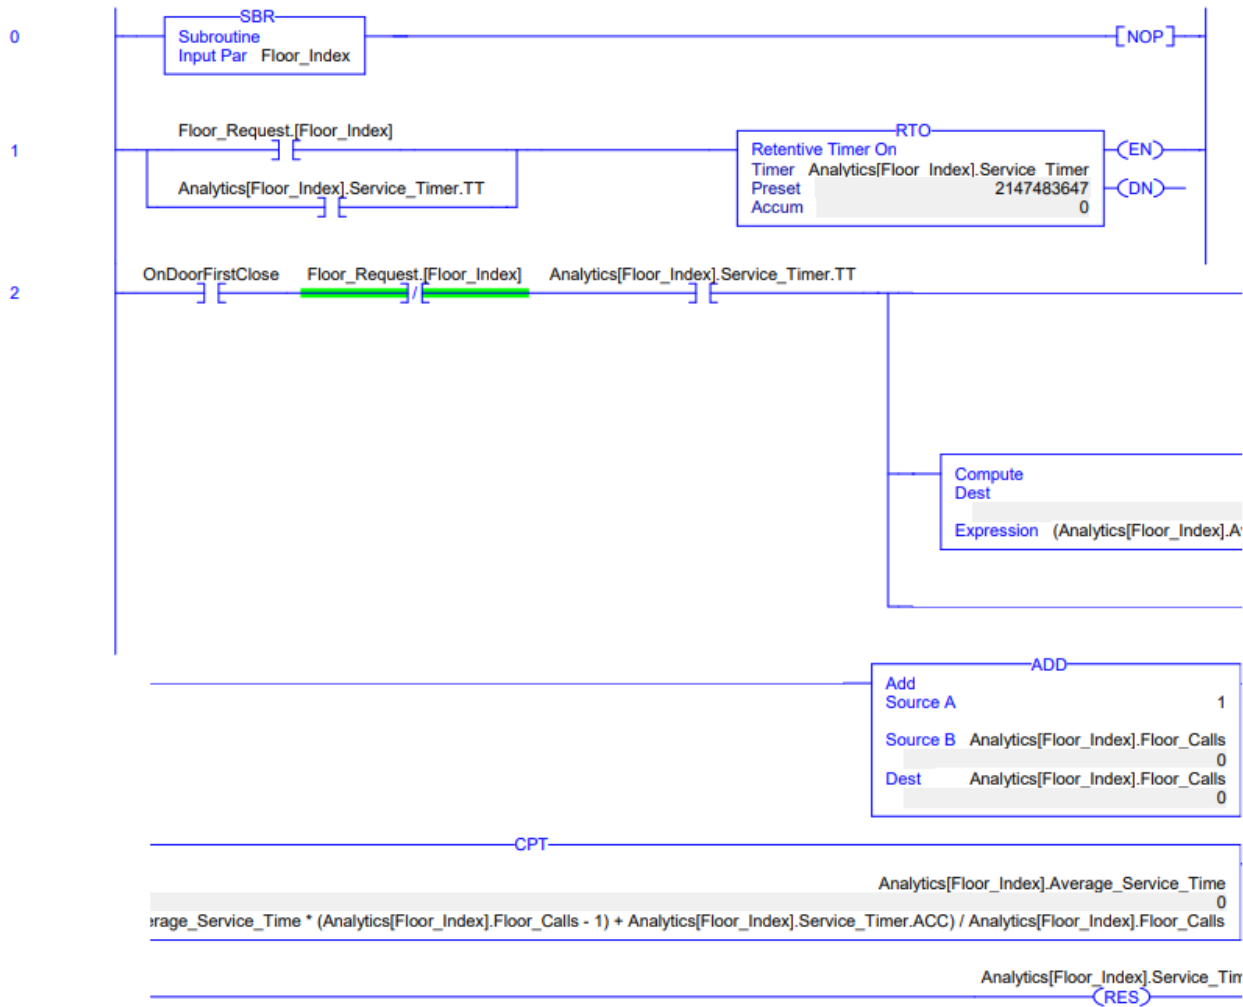 SBR
0
Subroutine
Input Par Floor_Index
NOP
Floor_Request.[Floor_Index]
RTO
1
Retentive Timer On
EN
Timer Analytics[Floor_Index].Service_Timer
Analytics[Floor_Index].Service_Timer.TT
Preset 2147483647
DN
Accum 0
OnDoorFirstClose Floor_Request.[Floor_Index] Analytics[Floor_Index].Service_Timer.TT
2
/
Compute
Dest
Expression (Analytics[Floor_Index].Av
ADD
Add
Source A 1
Source B Analytics[Floor_Index].Floor_Calls
0
Dest Analytics[Floor_Index].Floor_Calls
0
CPT
Analytics[Floor_Index].Average_Service_Time
0
erage_Service_Time * (Analytics[Floor_Index].Floor_Calls - 1) + Analytics[Floor_Index].Service_Timer.ACC) / Analytics[Floor_Index].Floor_Calls
Analytics[Floor_Index].Service_Tim
RES